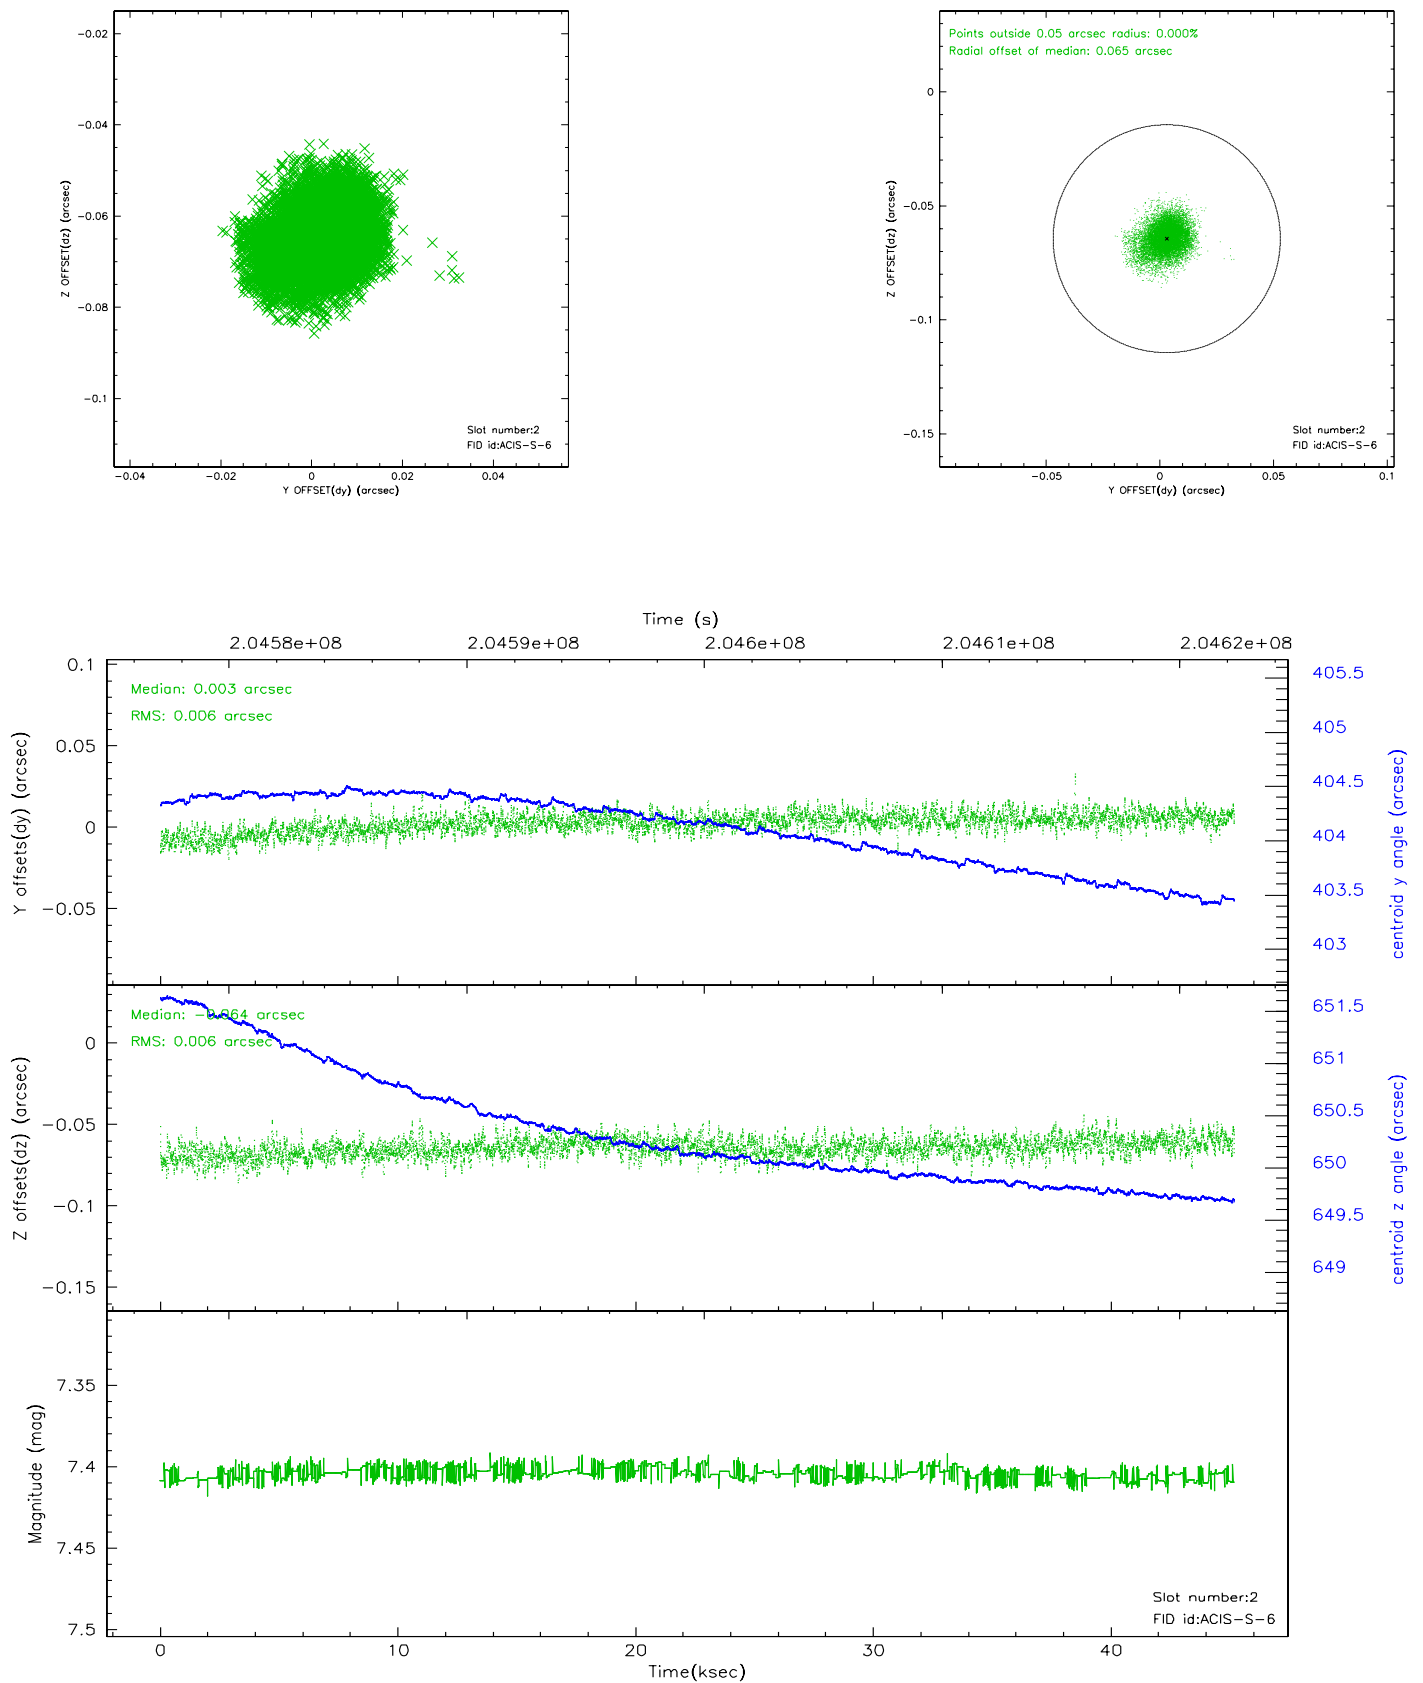 -0.02
-0.04
-0.06
-0.08
-0.1
Z OFFSET(dz) (arcsec)
Slot number:2
FID id:ACIS-S-6
-0.04 -0.02 0 0.02 0.04
Y OFFSET(dy) (arcsec)
Points outside 0.05 arcsec radius: 0.000%
Radial offset of median: 0.065 arcsec
0
-0.05
-0.1
-0.15
Z OFFSET(dz) (arcsec)
Slot number:2
FID id:ACIS-S-6
-0.05 0 0.05 0.1
Y OFFSET(dy) (arcsec)
Time (s)
2.0458e+08 2.0459e+08 2.046e+08 2.0461e+08 2.0462e+08
0.1
0.05
0
-0.05
Y offsets(dy) (arcsec)
Median: 0.003 arcsec
RMS: 0.006 arcsec
405.5
405
404.5
404
403.5
403
centroid y angle (arcsec)
0
-0.05
-0.1
-0.15
Z offsets(dz) (arcsec)
Median: -0.064 arcsec
RMS: 0.006 arcsec
651.5
651
650.5
650
649.5
649
centroid z angle (arcsec)
7.35
7.4
7.45
7.5
Magnitude (mag)
Slot number:2
FID id:ACIS-S-6
0 10 20 30 40
Time(ksec)